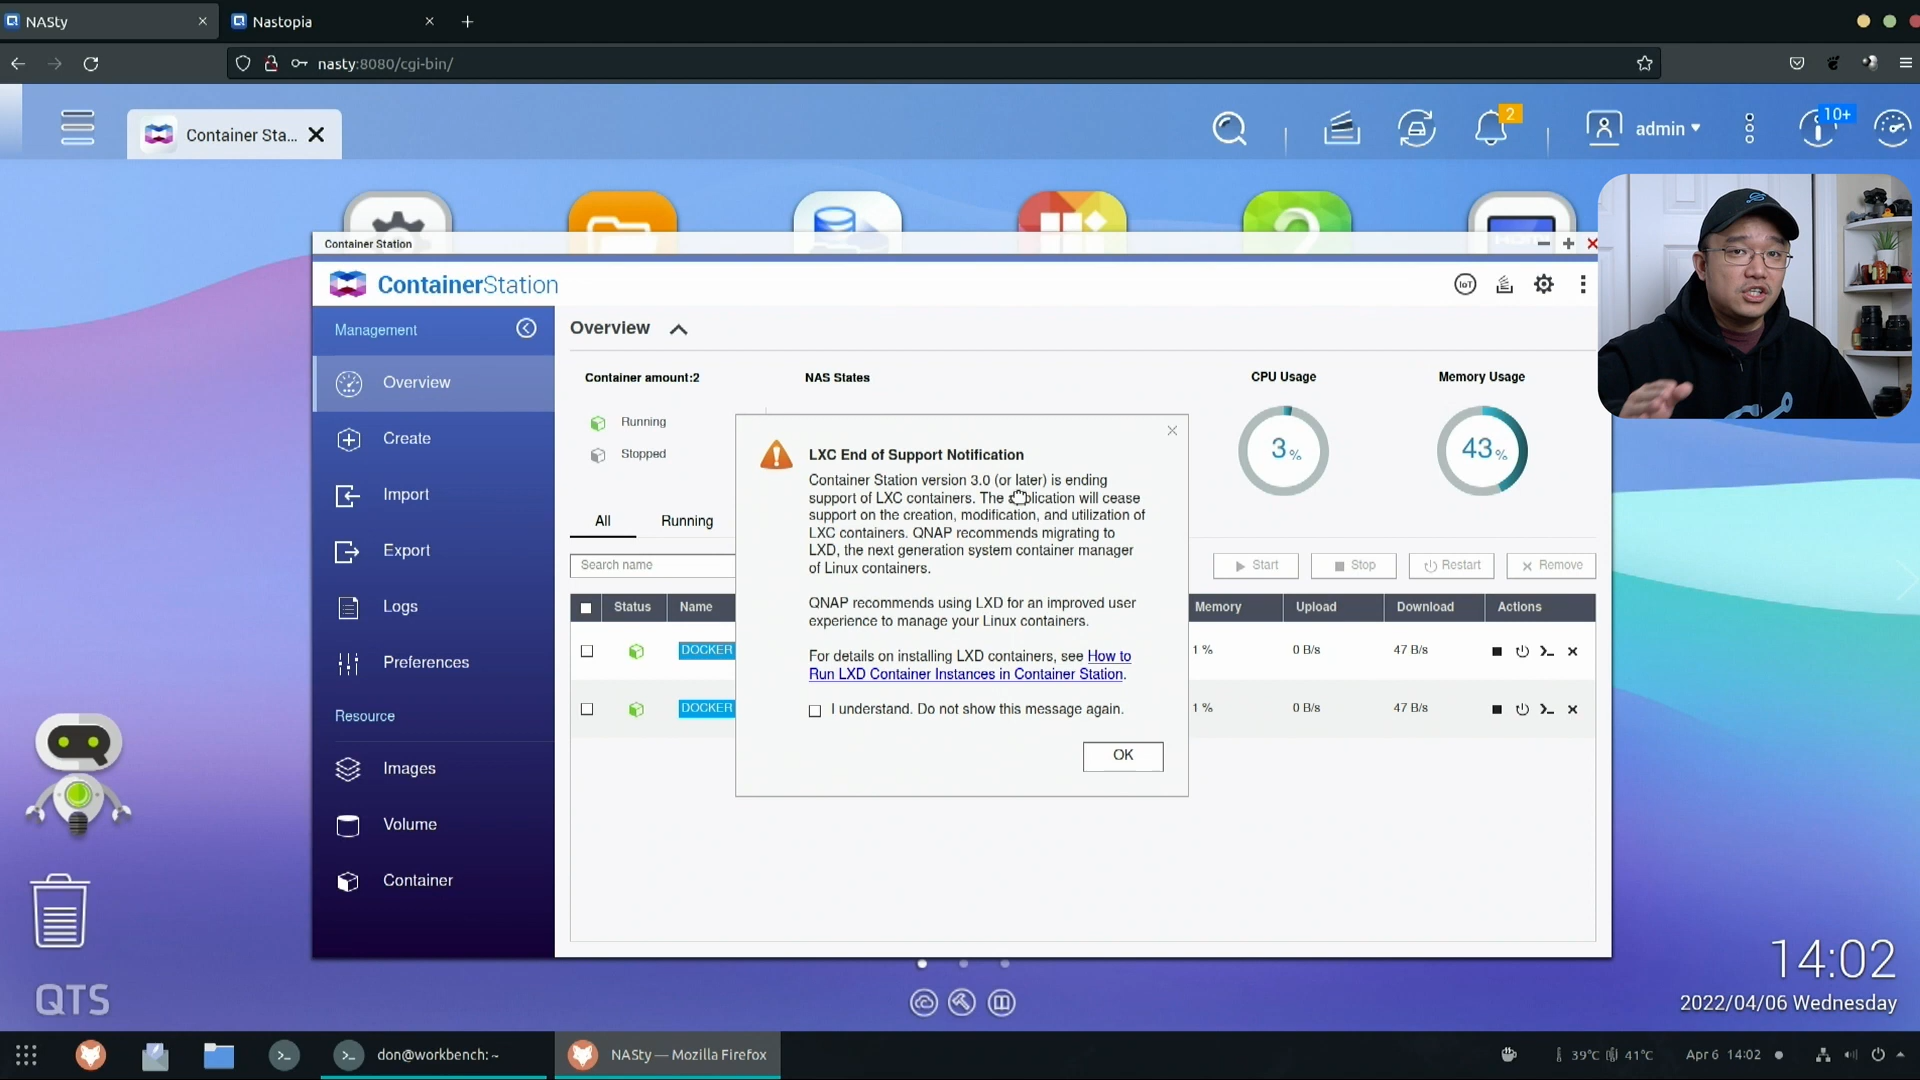 NASty
Nastopia
nasty:8080/cgi-bin/
Container Sta...
2
admin
10+
Container Station
ContainerStation
IoT
Management
Overview
Create
Import
Export
Logs
Preferences
Resource
Images
Volume
Container
Overview
Container amount:2
NAS States
CPU Usage
Memory Usage
Running
Stopped
3 %
43 %
All
Running
Search name
Start
Stop
Restart
Remove
Status
Name
Memory
Upload
Download
Actions
DOCKER
1 %
0 B/s
47 B/s
DOCKER
1 %
0 B/s
47 B/s
LXC End of Support Notification
Container Station version 3.0 (or later) is ending
support of LXC containers. The application will cease
support on the creation, modification, and utilization of
LXC containers. QNAP recommends migrating to
LXD, the next generation system container manager
of Linux containers.
QNAP recommends using LXD for an improved user
experience to manage your Linux containers.
For details on installing LXD containers, see How to
Run LXD Container Instances in Container Station.
I understand. Do not show this message again.
OK
QTS
14:02
2022/04/06 Wednesday
don@workbench: ~
NASty — Mozilla Firefox
39°C
41°C
Apr 6 14:02